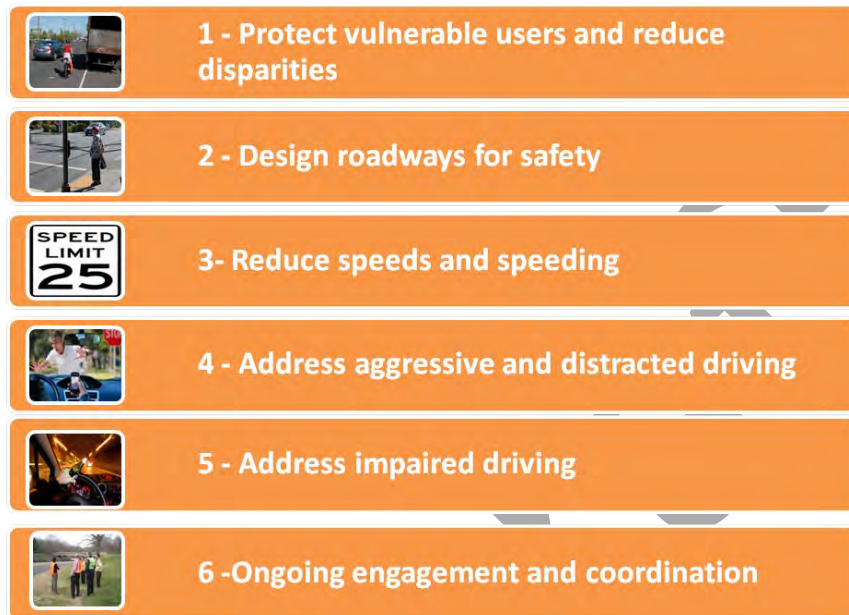 1 - Protect vulnerable users and reduce
disparities
2 - Design roadways for safety
SPEED
LIMIT
25
3- Reduce speeds and speeding
4 - Address aggressive and distracted driving
5 - Address impaired driving
6 -Ongoing engagement and coordination